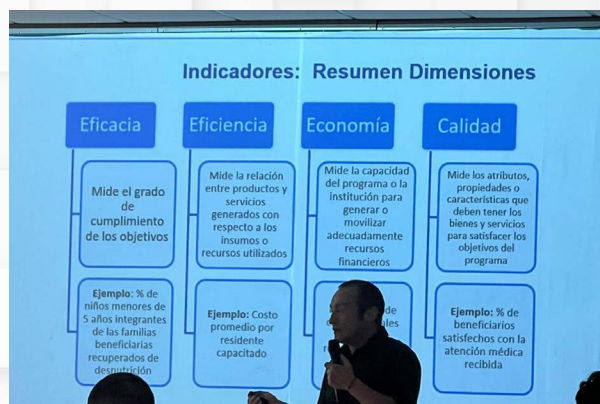 Indicadores: Resumen Dimensiones
Eficacia
Mide el grado
de
cumplimiento
de los objetivos
Ejemplo: % de
niños menores de
5 años integrantes
de las familias
beneficiarias
recuperados de
desnutrición
Eficiencia
Mide la relación
entre productos y
servicios
generados con
respecto a los
insumos o
recursos utilizados
Ejemplo: Costo
promedio por
residente
capacitado
Economía
Mide la capacidad
del programa o la
institución para
generar o
movilizar
adecuadamente
recursos
financieros
de
Calidad
Mide los atributos,
propiedades o
características que
deben tener los
bienes y servicios
para satisfacer los
objetivos del
programa
Ejemplo: % de
beneficiarios
satisfechos con la
atención médica
recibida